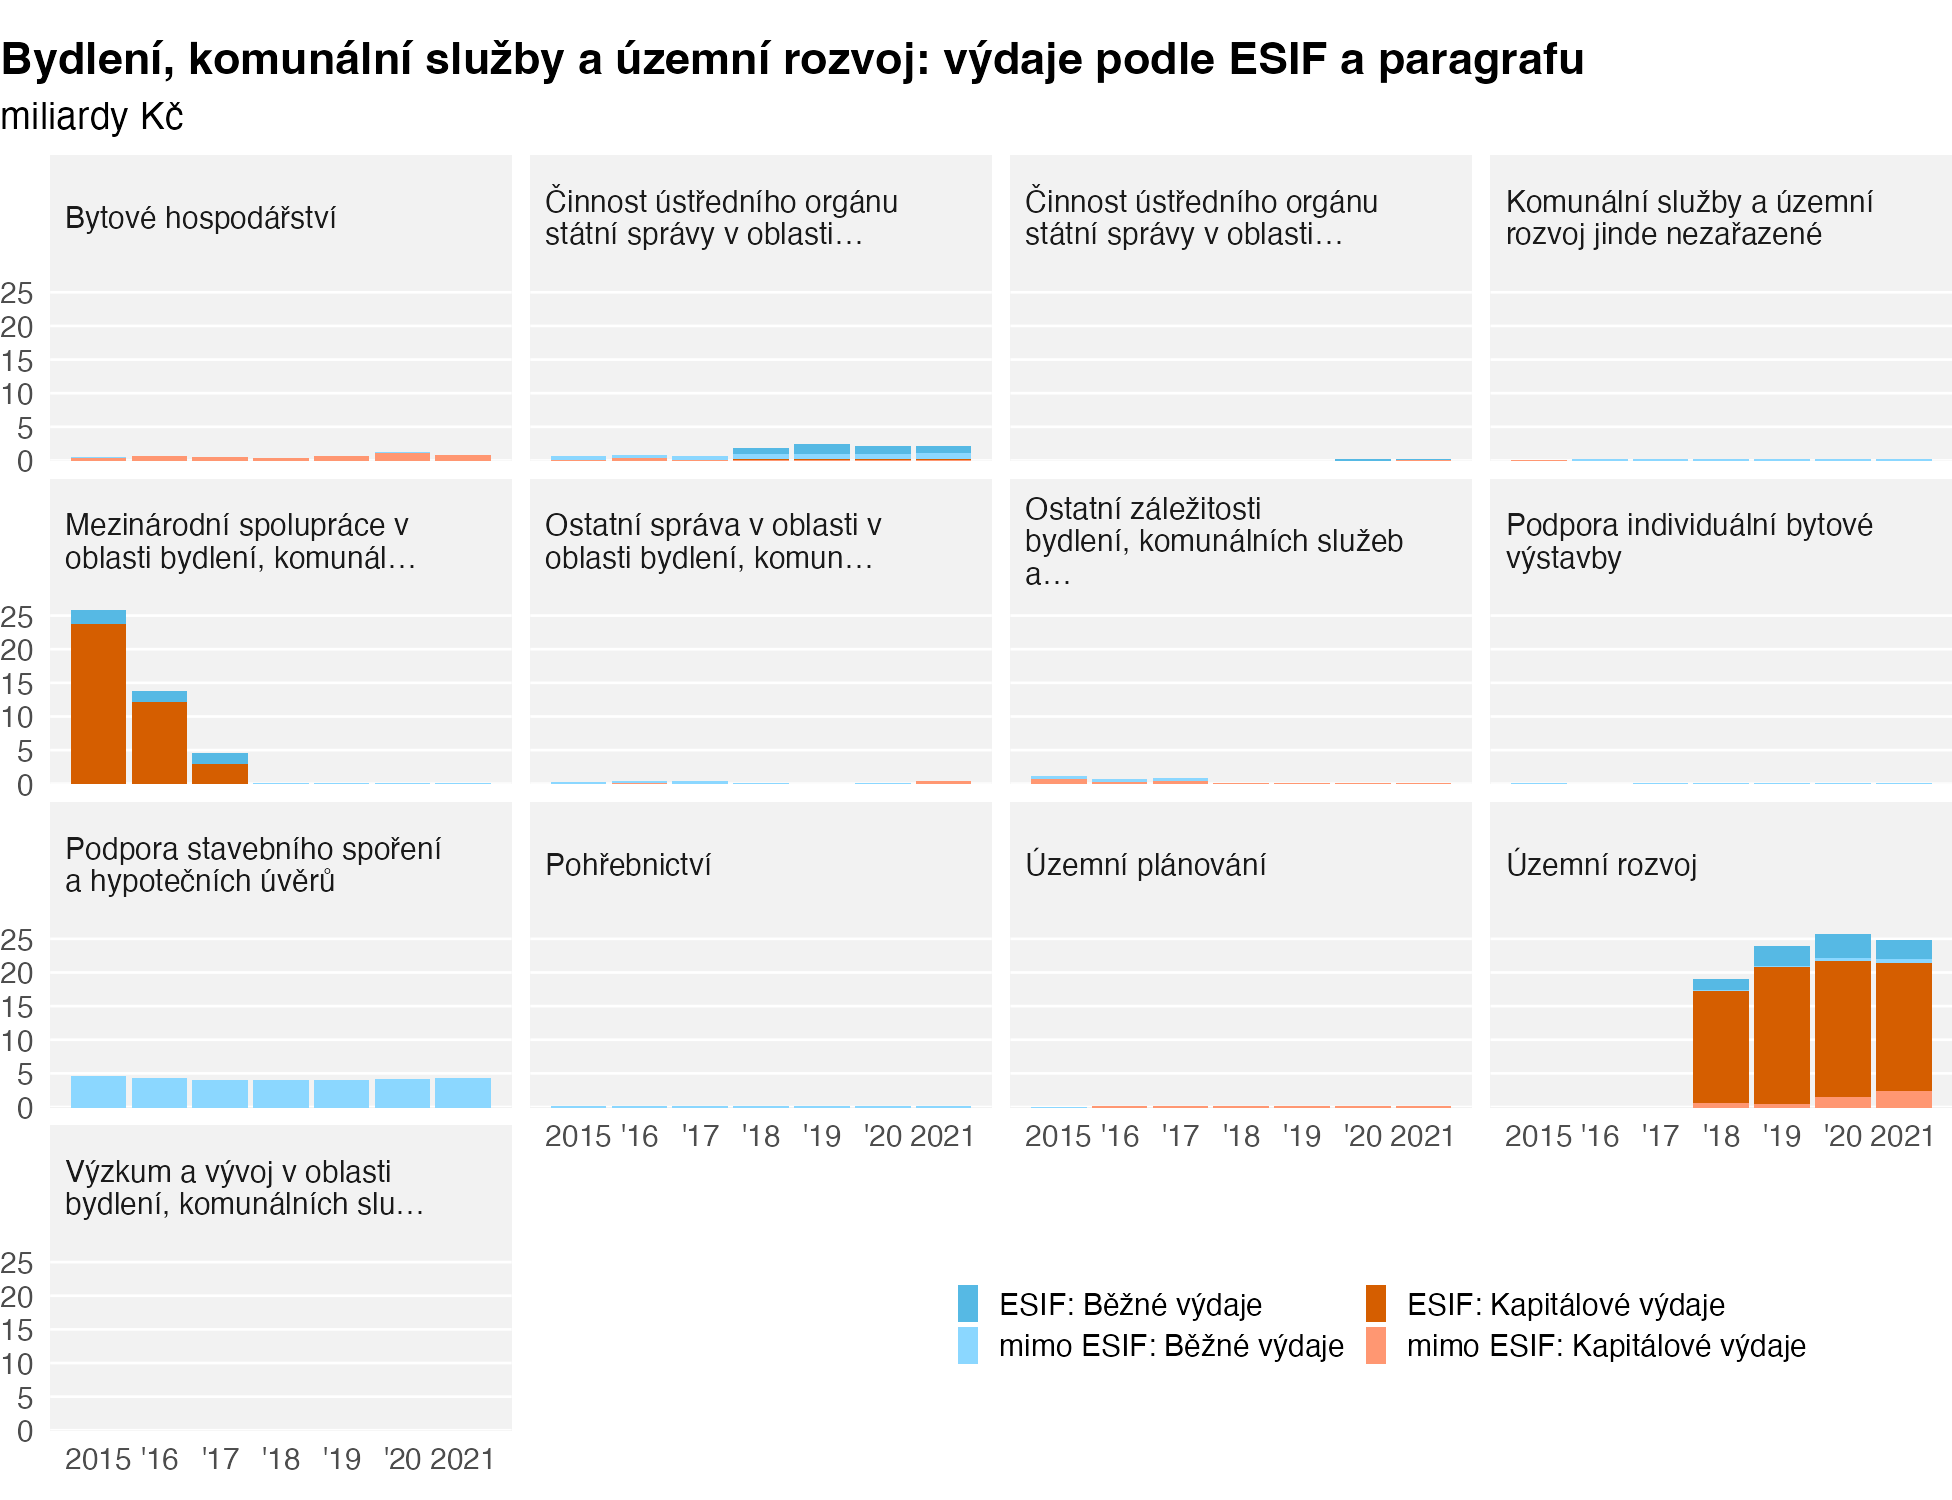 Bydlení, komunální služby a územní rozvoj: výdaje podle ESIF a paragrafu
miliardy Kč
Bytové hospodářství
Činnost ústředního orgánu
státní správy v oblasti…
Činnost ústředního orgánu
státní správy v oblasti…
Komunální služby a územní
rozvoj jinde nezařazené
25
20
15
10
5
0
Mezinárodní spolupráce v
oblasti bydlení, komunál…
Ostatní správa v oblasti v
oblasti bydlení, komun…
Ostatní záležitosti
bydlení, komunálních služeb
a…
Podpora individuální bytové
výstavby
25
20
15
10
5
0
Podpora stavebního spoření
a hypotečních úvěrů
Pohřebnictví
Územní plánování
Územní rozvoj
25
20
15
10
5
0
2015 '16 '17 '18 '19 '20 2021
2015 '16 '17 '18 '19 '20 2021
2015 '16 '17 '18 '19 '20 2021
Výzkum a vývoj v oblasti
bydlení, komunálních slu…
25
20
15
10
5
0
2015 '16 '17 '18 '19 '20 2021
ESIF: Běžné výdaje
mimo ESIF: Běžné výdaje
ESIF: Kapitálové výdaje
mimo ESIF: Kapitálové výdaje